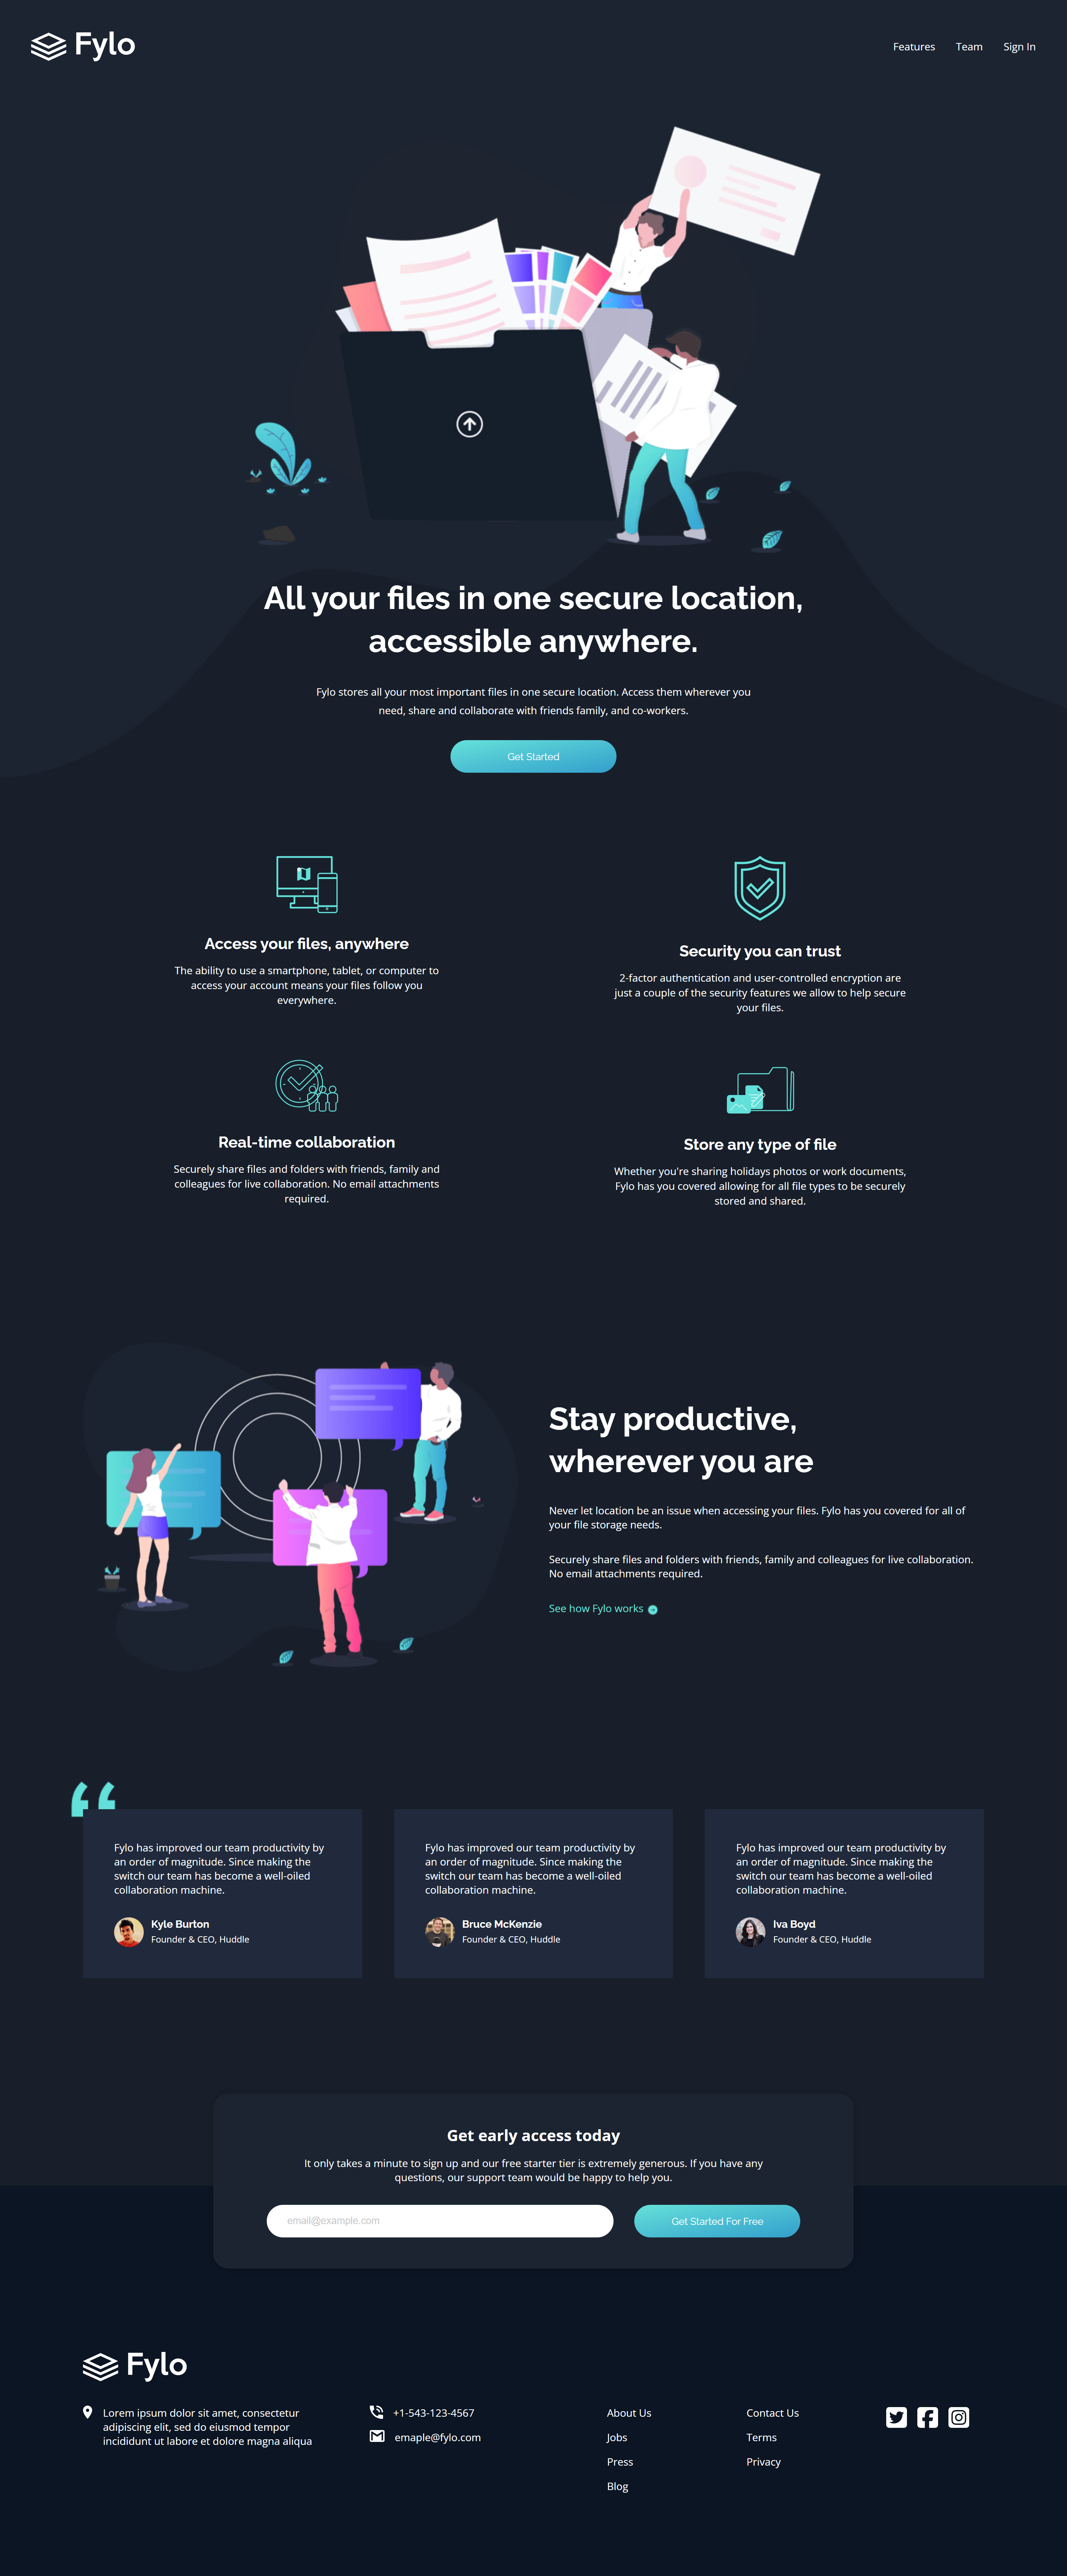 Fylo
Features Team Sign In
All your files in one secure location,
accessible anywhere.
Fylo stores all your most important files in one secure location. Access them wherever you
need, share and collaborate with friends family, and co-workers.
Get Started
Access your files, anywhere
The ability to use a smartphone, tablet, or computer to
access your account means your files follow you
everywhere.
Security you can trust
2-factor authentication and user-controlled encryption are
just a couple of the security features we allow to help secure
your files.
Real-time collaboration
Securely share files and folders with friends, family and
colleagues for live collaboration. No email attachments
required.
Store any type of file
Whether you're sharing holidays photos or work documents,
Fylo has you covered allowing for all file types to be securely
stored and shared.
Stay productive,
wherever you are
Never let location be an issue when accessing your files. Fylo has you covered for all of
your file storage needs.
Securely share files and folders with friends, family and colleagues for live collaboration.
No email attachments required.
See how Fylo works
Fylo has improved our team productivity by
an order of magnitude. Since making the
switch our team has become a well-oiled
collaboration machine.
Kyle Burton
Founder & CEO, Huddle
Fylo has improved our team productivity by
an order of magnitude. Since making the
switch our team has become a well-oiled
collaboration machine.
Bruce McKenzie
Founder & CEO, Huddle
Fylo has improved our team productivity by
an order of magnitude. Since making the
switch our team has become a well-oiled
collaboration machine.
Iva Boyd
Founder & CEO, Huddle
Get early access today
It only takes a minute to sign up and our free starter tier is extremely generous. If you have any
questions, our support team would be happy to help you.
email@example.com
Get Started For Free
Fylo
Lorem ipsum dolor sit amet, consectetur
adipiscing elit, sed do eiusmod tempor
incididunt ut labore et dolore magna aliqua
+1-543-123-4567
emaple@fylo.com
About Us
Jobs
Press
Blog
Contact Us
Terms
Privacy